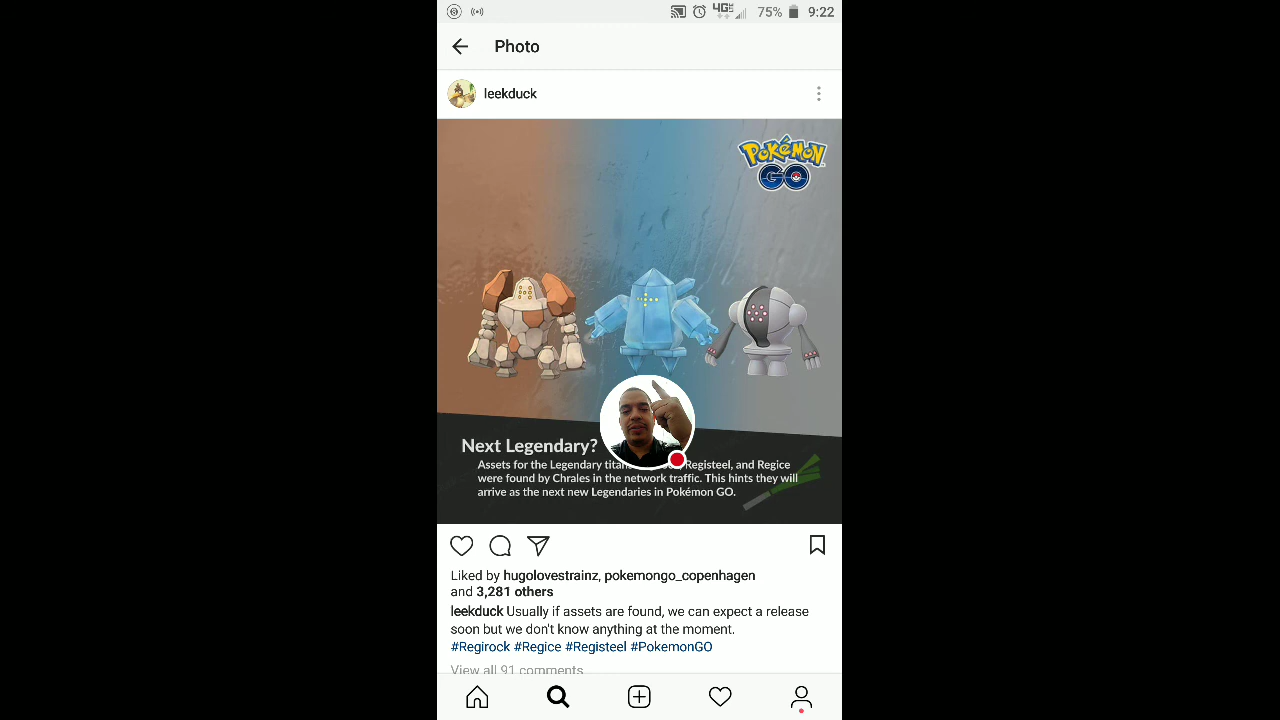 4G
75%
9:22
Photo
leekduck
POKéMON
GO
Next Legendary?
Assets for the Legendary Registeel, and Regice
were found by Chrales in the network traffic. This hints they will
arrive as the next new Legendaries in Pokémon GO.
Liked by hugolovestrainz, pokemongo_copenhagen
and 3,281 others
leekduck Usually if assets are found, we can expect a release
soon but we don't know anything at the moment.
#Regirock #Regice #Registeel #PokemonGO
View all 91 comments